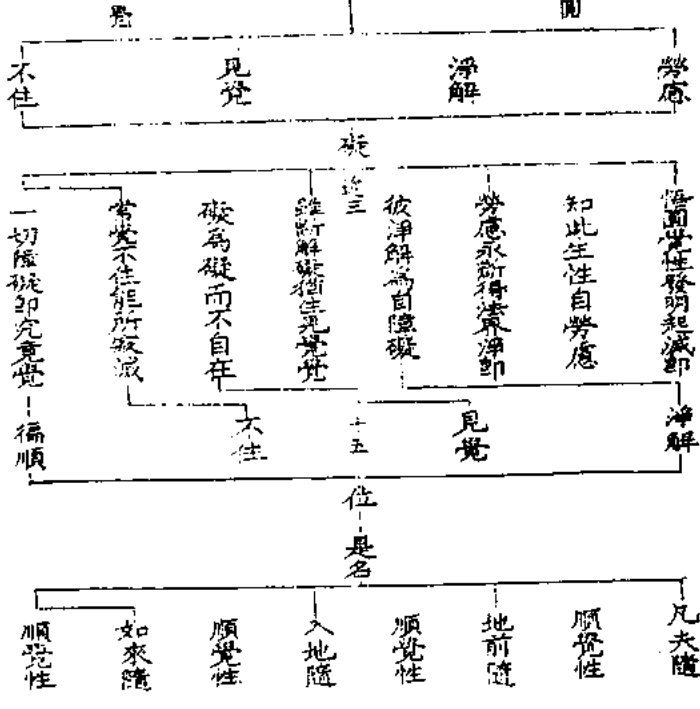 圓
覺
勞慮
淨解
見覺
不住
礙
悟圓覺性發明起滅即
知此生性自勞慮
勞慮永斷得法界淨即
彼淨解為自障礙
進三
雖斷解礙猶住見覺覺
礙為礙而不自在
常覺不住能所寂滅
一切障礙即究竟覺
淨解
見覺
十五
不住
徧順
位
是名
凡夫隨
順覺性
地前隨
順覺性
入地隨
順覺性
如來隨
順覺性